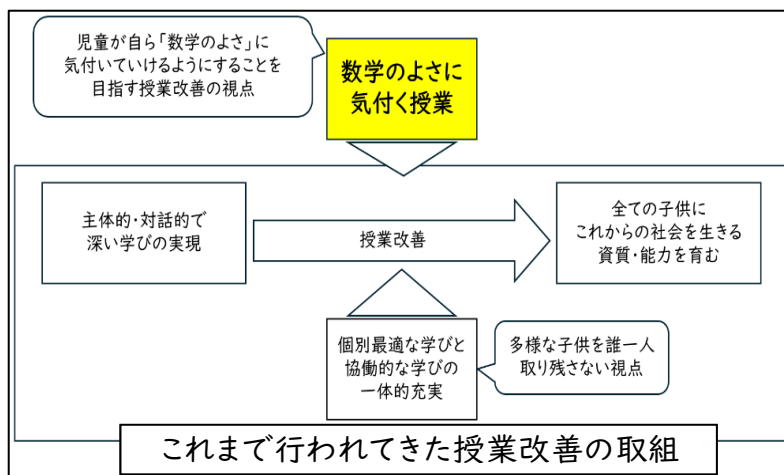 児童が自ら「数学のよさ」に
気付いていけるようにすることを
目指す授業改善の視点
数学のよさに
気付く授業
主体的・対話的で
深い学びの実現
授業改善
全ての子供に
これからの社会を生きる
資質・能力を育む
個別最適な学びと
協働的な学びの
一体的充実
多様な子供を誰一人
取り残さない視点
これまで行われてきた授業改善の取組